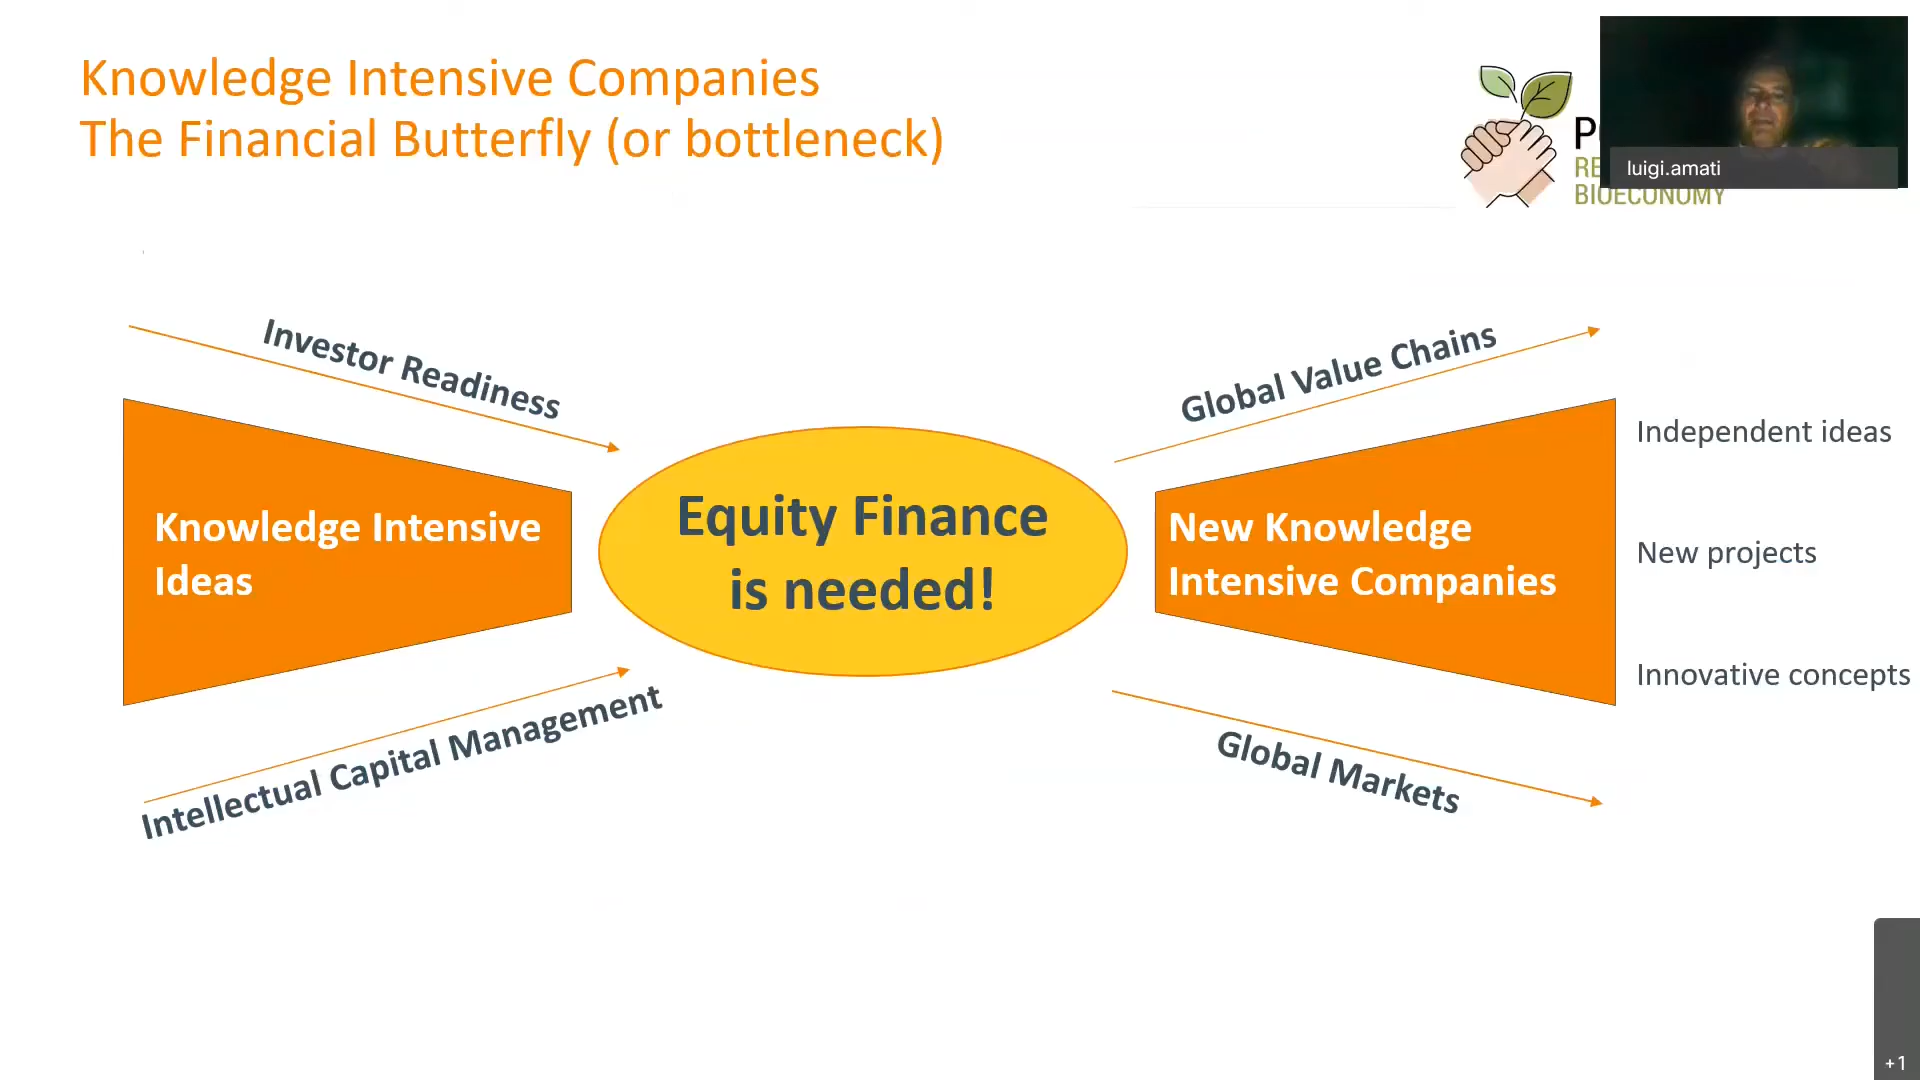 Knowledge Intensive Companies
The Financial Butterfly (or bottleneck)
BIOECONOMY
luigi.amati
Investor Readiness
Global Value Chains
Knowledge Intensive
Ideas
Equity Finance
is needed!
New Knowledge
Intensive Companies
Independent ideas
New projects
Innovative concepts
Intellectual Capital Management
Global Markets
+1